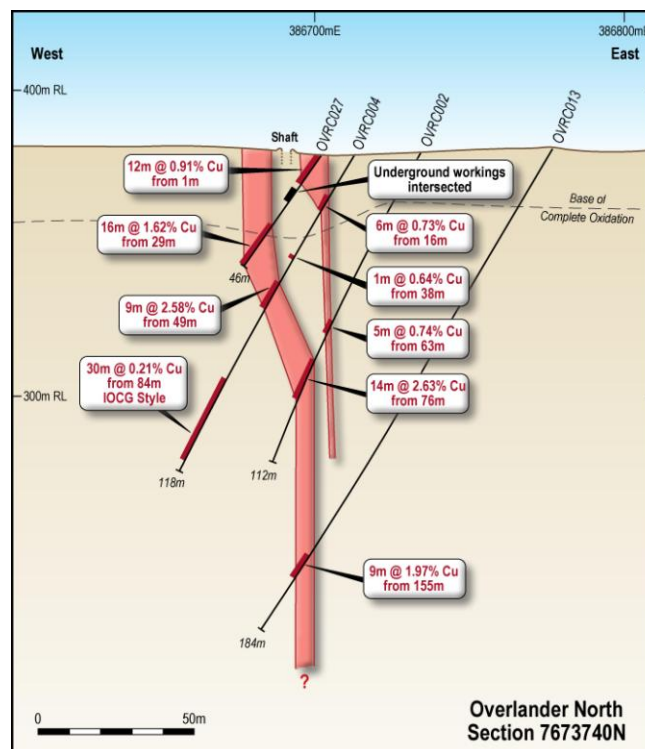 386700mE
386800mE
West
East
400m RL
Shaft
OVRC027
OVRC004
OVRC002
OVRC013
12m @ 0.91% Cu
from 1m
Underground workings
intersected
Base of
Complete Oxidation
16m @ 1.62% Cu
from 29m
6m @ 0.73% Cu
from 16m
46m
1m @ 0.64% Cu
from 38m
9m @ 2.58% Cu
from 49m
5m @ 0.74% Cu
from 63m
30m @ 0.21% Cu
from 84m
IOCG Style
14m @ 2.63% Cu
from 76m
300m RL
118m
112m
9m @ 1.97% Cu
from 155m
184m
?
0
50m
Overlander North
Section 7673740N